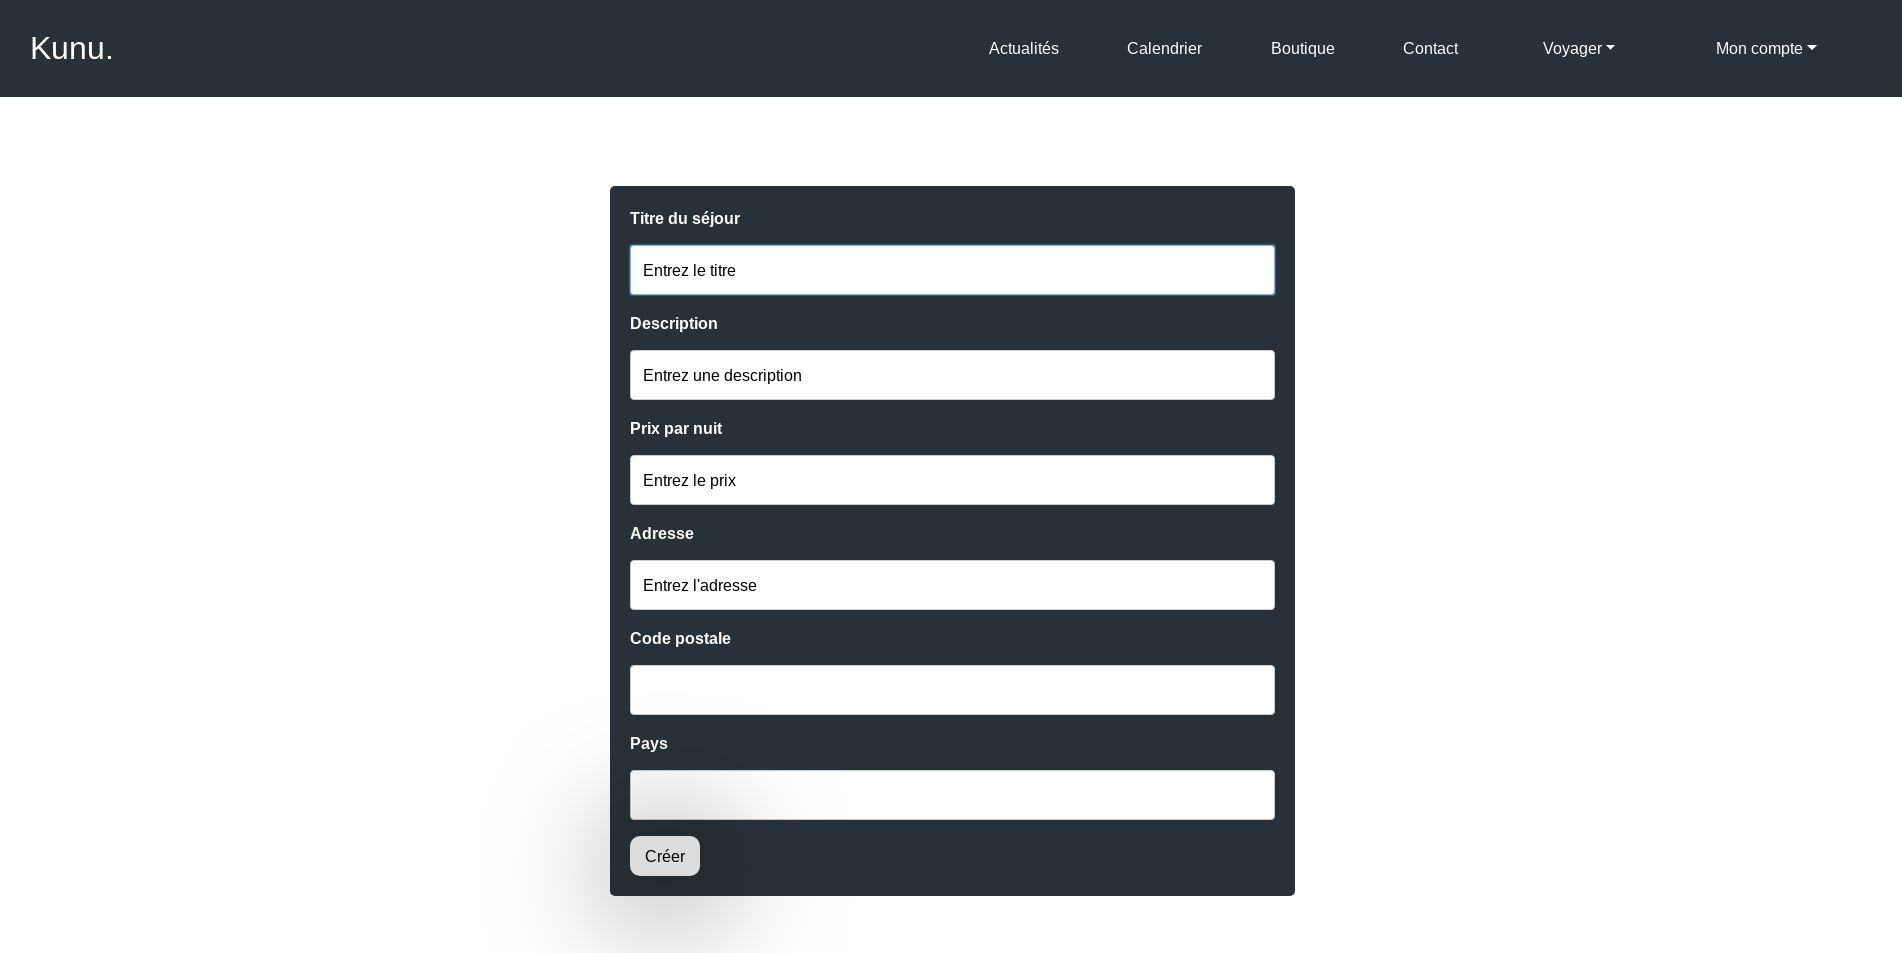 Kunu.
Actualités Calendrier Boutique Contact Voyager Mon compte
Titre du séjour
Entrez le titre
Description
Entrez une description
Prix par nuit
Entrez le prix
Adresse
Entrez l'adresse
Code postale
Pays
Créer